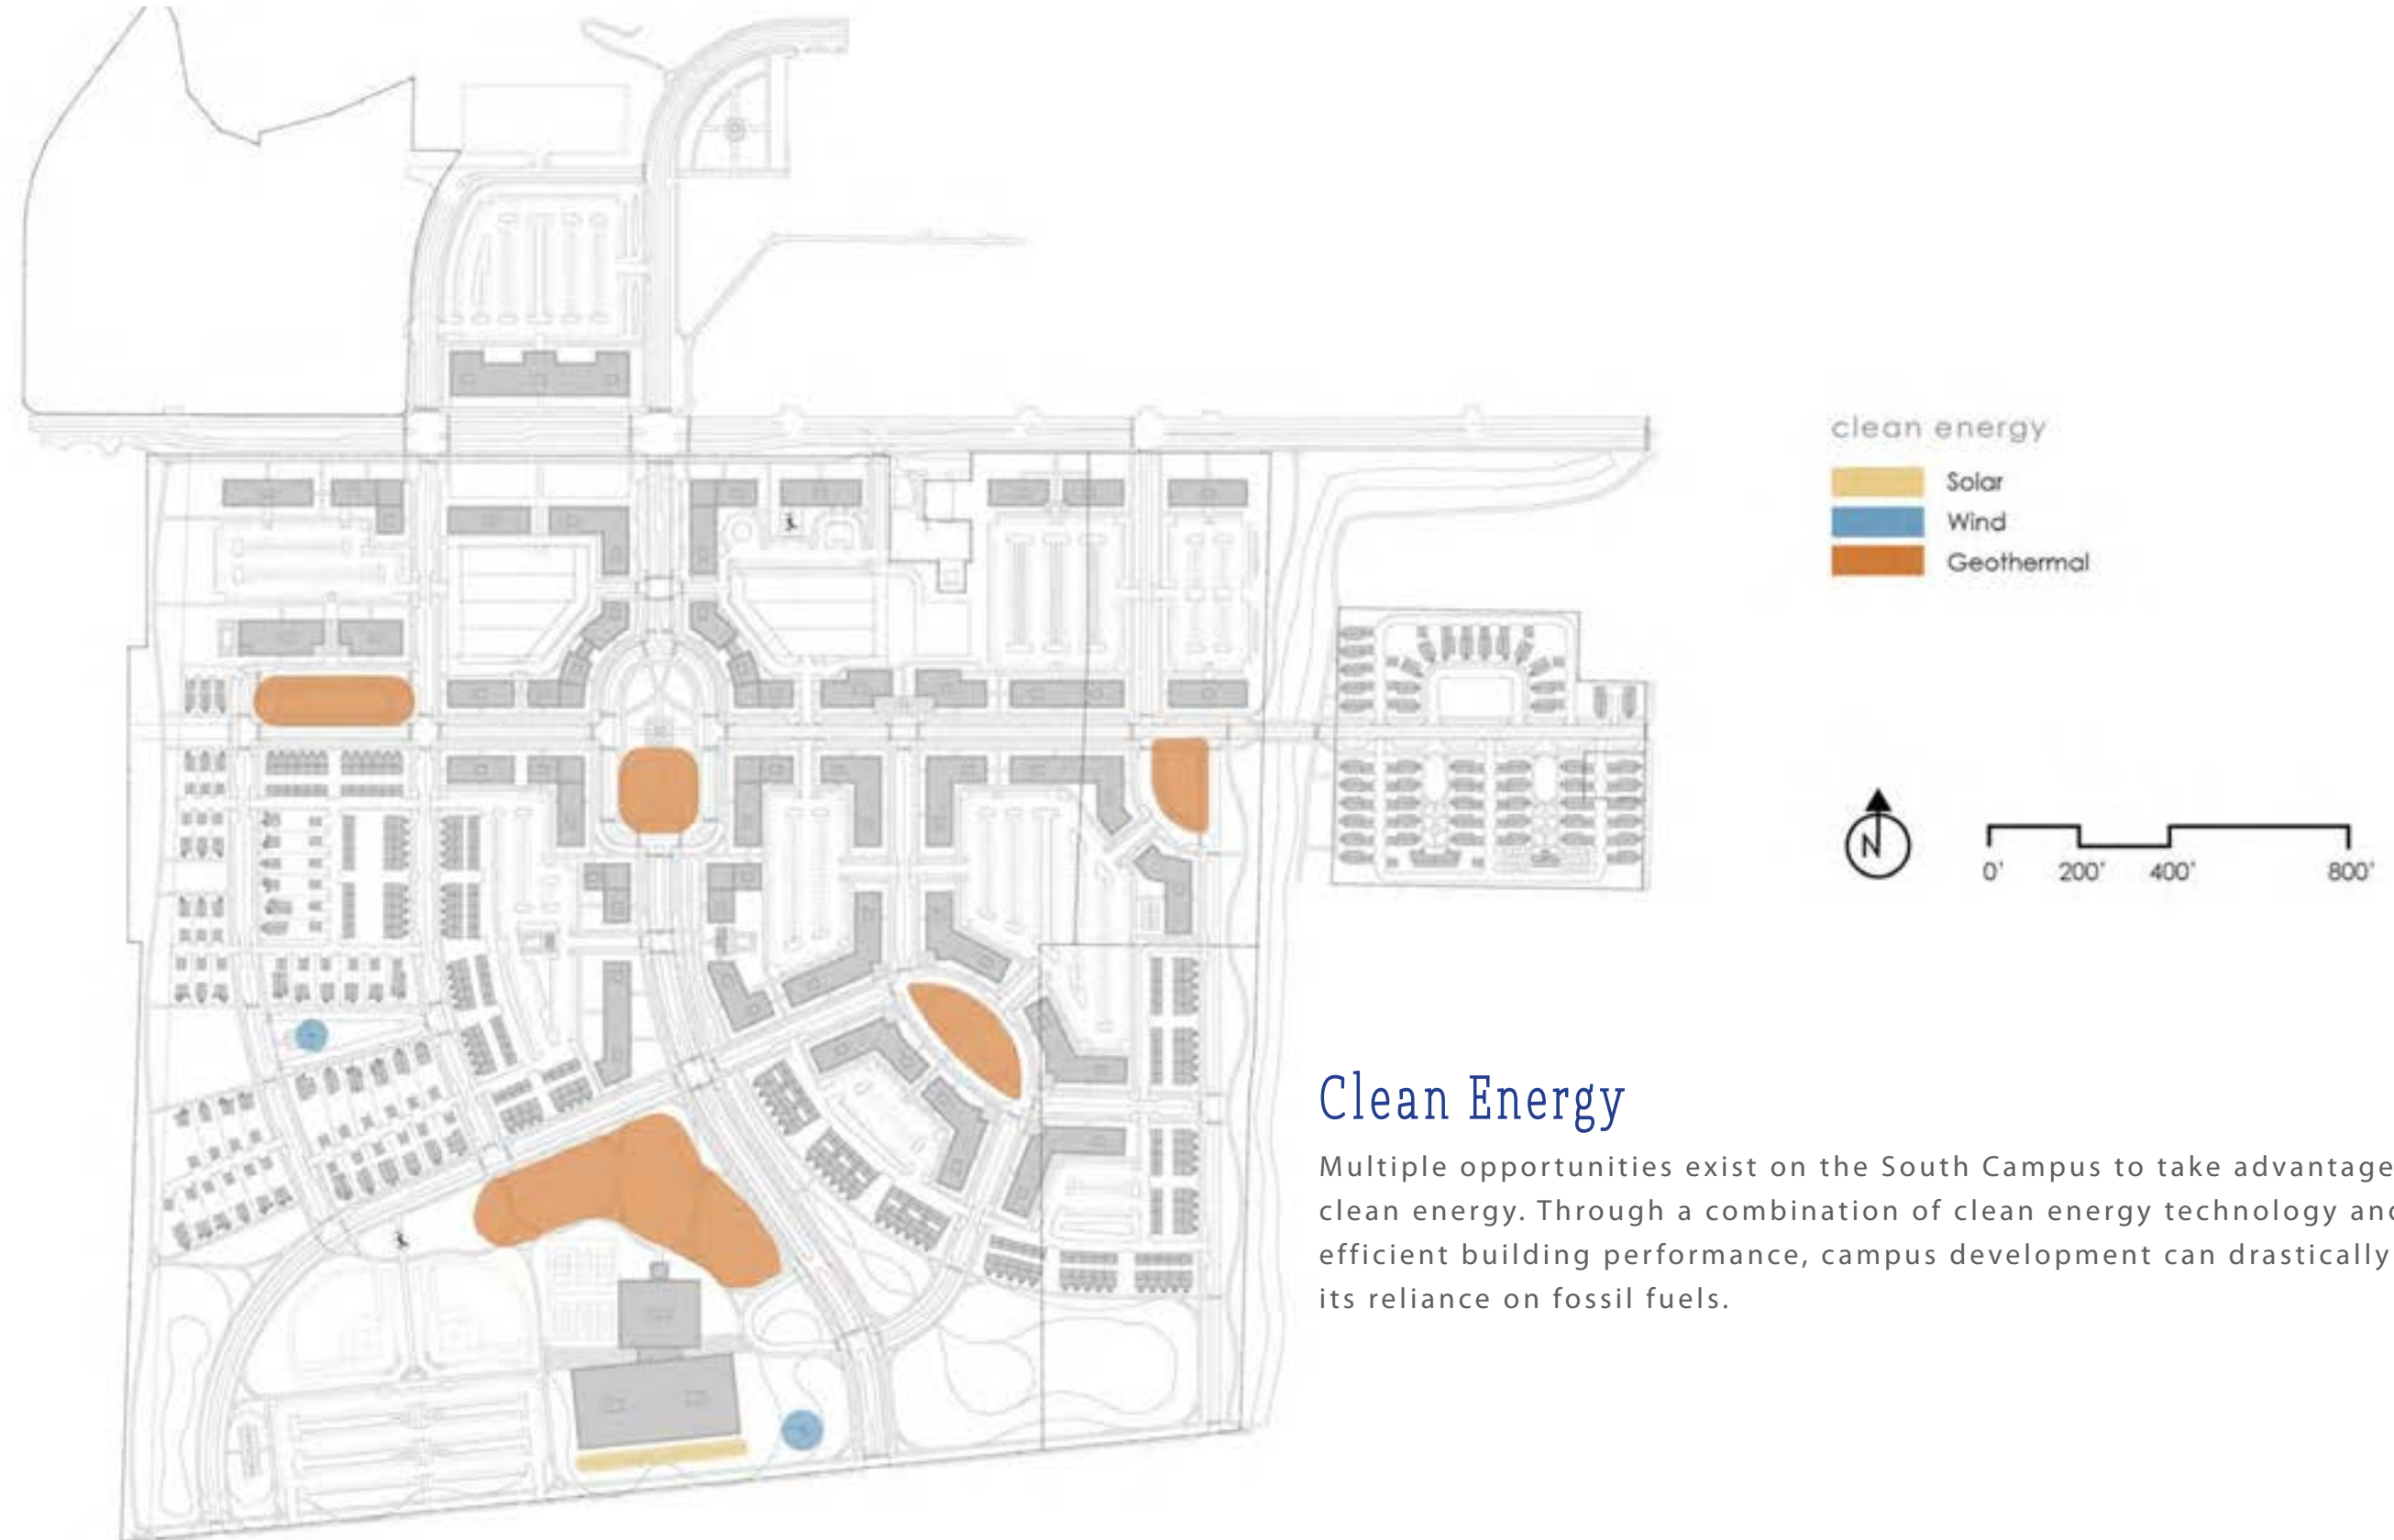 clean energy
Solar
Wind
Geothermal
N
0' 200' 400' 800'
Clean Energy
Multiple opportunities exist on the South Campus to take advantage
clean energy. Through a combination of clean energy technology and
efficient building performance, campus development can drastically
its reliance on fossil fuels.